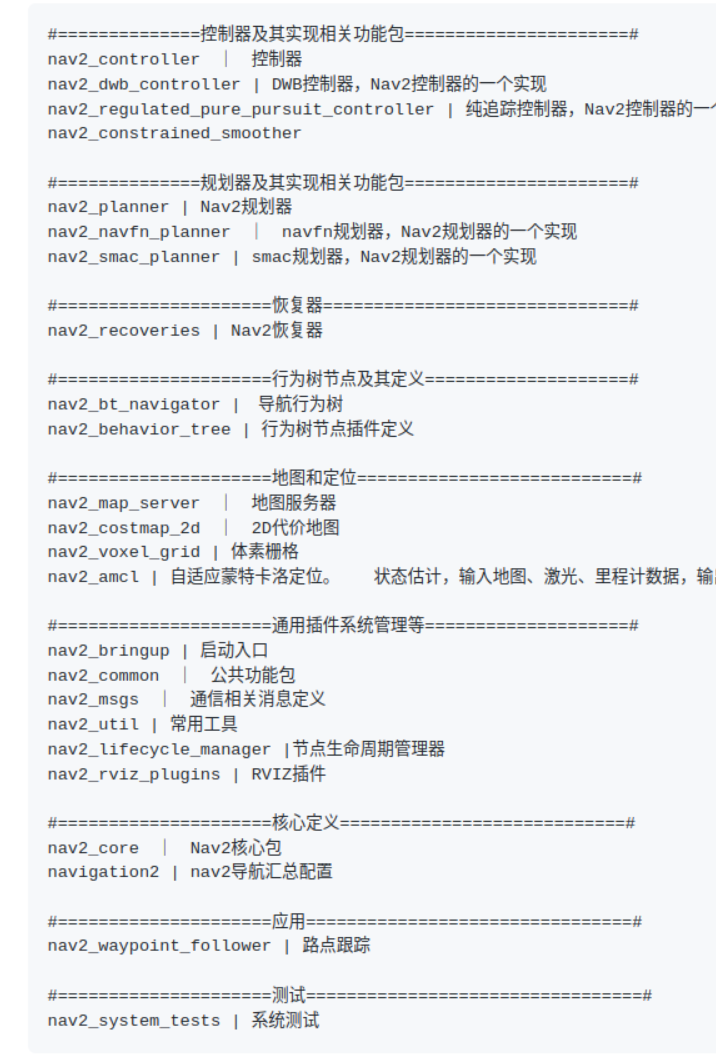 #==============控制器及其实现相关功能包======================#
nav2_controller | 控制器
nav2_dwb_controller | DWB控制器，Nav2控制器的一个实现
nav2_regulated_pure_pursuit_controller | 纯追踪控制器，Nav2控制器的一
nav2_constrained_smoother
#==============规划器及其实现相关功能包======================#
nav2_planner | Nav2规划器
nav2_navfn_planner | navfn规划器，Nav2规划器的一个实现
nav2_smac_planner | smac规划器，Nav2规划器的一个实现
#=====================恢复器==============================#
nav2_recoveries | Nav2恢复器
#=====================行为树节点及其定义====================#
nav2_bt_navigator | 导航行为树
nav2_behavior_tree | 行为树节点插件定义
#=====================地图和定位===========================#
nav2_map_server | 地图服务器
nav2_costmap_2d | 2D代价地图
nav2_voxel_grid | 体素栅格
nav2_amcl | 自适应蒙特卡洛定位。 状态估计，输入地图、激光、里程计数据，输
#=====================通用插件系统管理等====================#
nav2_bringup | 启动入口
nav2_common | 公共功能包
nav2_msgs | 通信相关消息定义
nav2_util | 常用工具
nav2_lifecycle_manager |节点生命周期管理器
nav2_rviz_plugins | RVIZ插件
#=====================核心定义============================#
nav2_core | Nav2核心包
navigation2 | nav2导航汇总配置
#=====================应用================================#
nav2_waypoint_follower | 路点跟踪
#=====================测试=================================#
nav2_system_tests | 系统测试